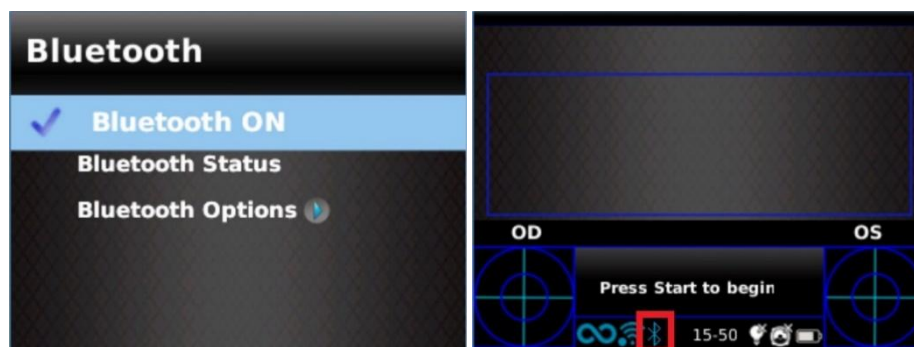 Bluetooth
Bluetooth ON
Bluetooth Status
Bluetooth Options
OD
OS
Press Start to begin
15-50